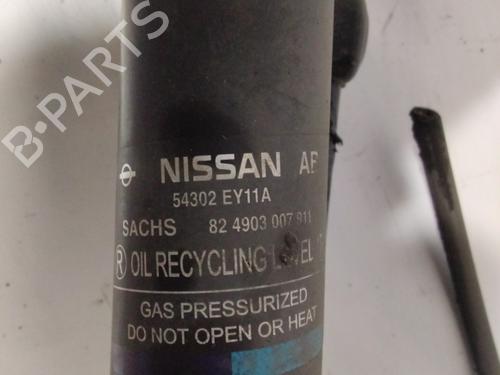 B-PARTS
NISSAN AF
54302 EY11A
SACHS 82 4903 007 911
R OIL RECYCLING LEVEL
GAS PRESSURIZED
DO NOT OPEN OR HEAT